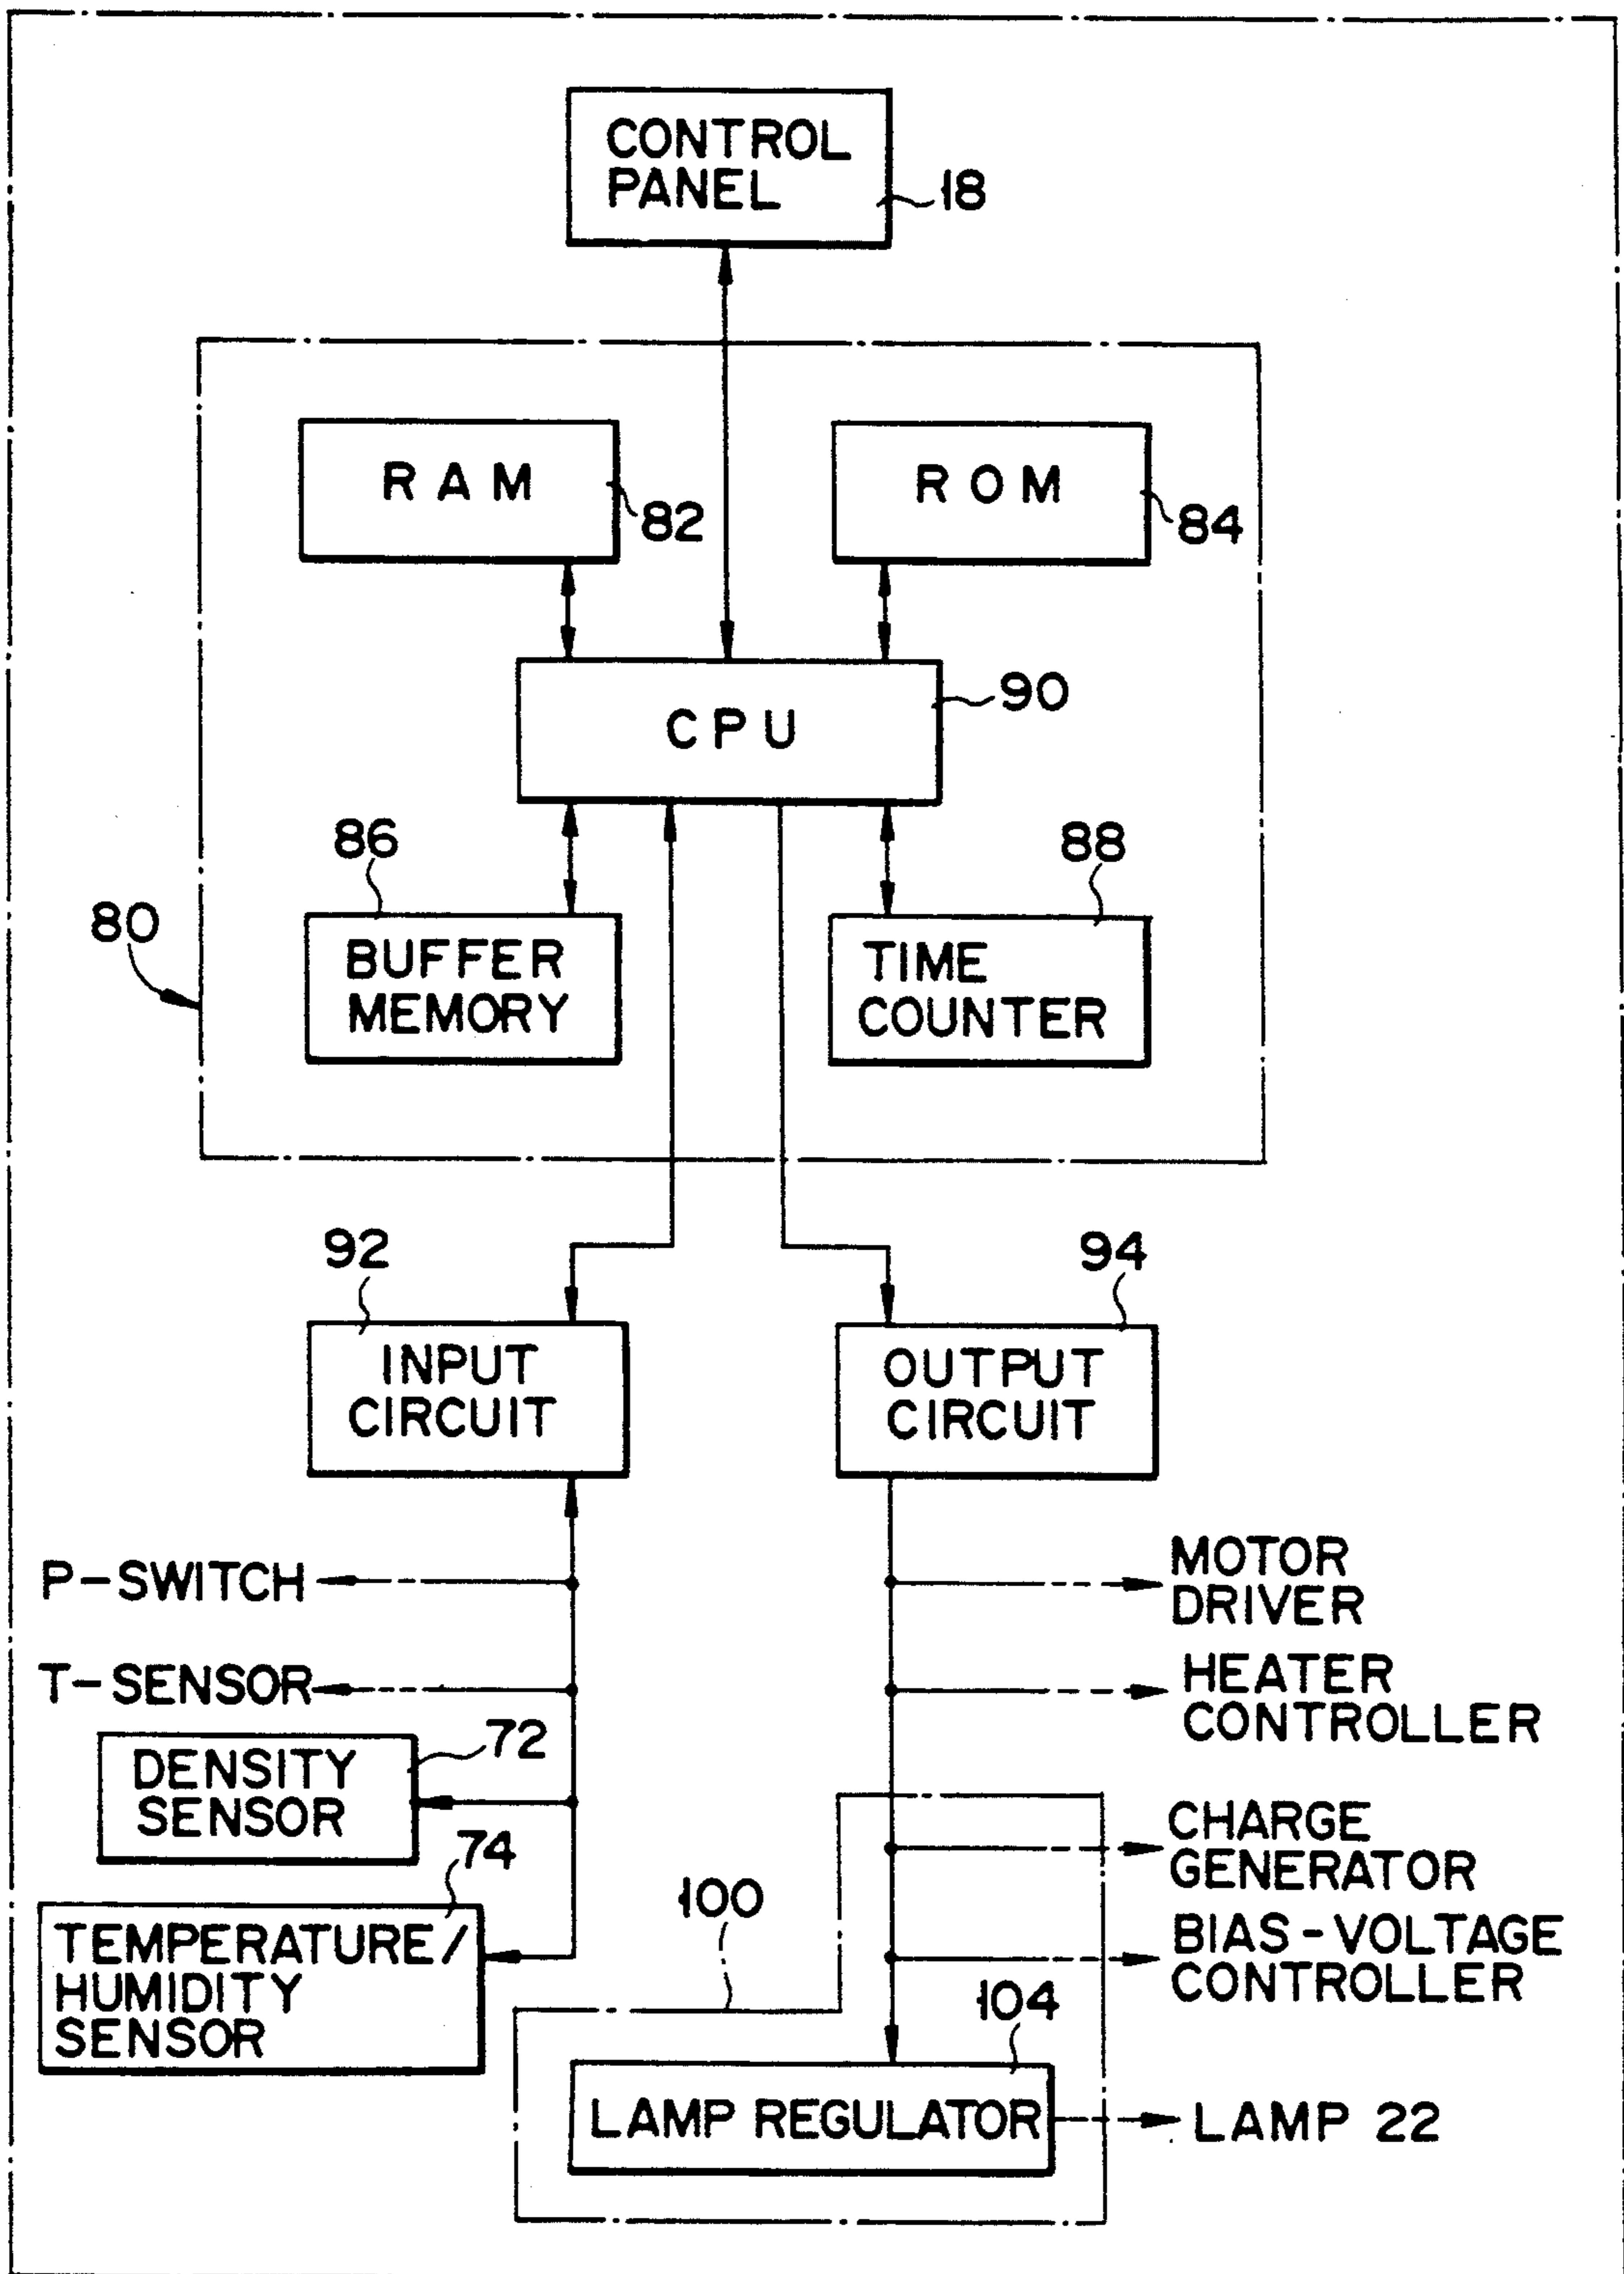 CONTROL
PANEL
18
RAM
82
ROM
84
CPU
90
86
BUFFER
MEMORY
88
TIME
COUNTER
80
92
INPUT
CIRCUIT
94
OUTPUT
CIRCUIT
P-SWITCH
MOTOR
DRIVER
T-SENSOR
HEATER
CONTROLLER
72
DENSITY
SENSOR
CHARGE
GENERATOR
74
TEMPERATURE/
HUMIDITY
SENSOR
100
BIAS-VOLTAGE
CONTROLLER
104
LAMP REGULATOR
LAMP 22